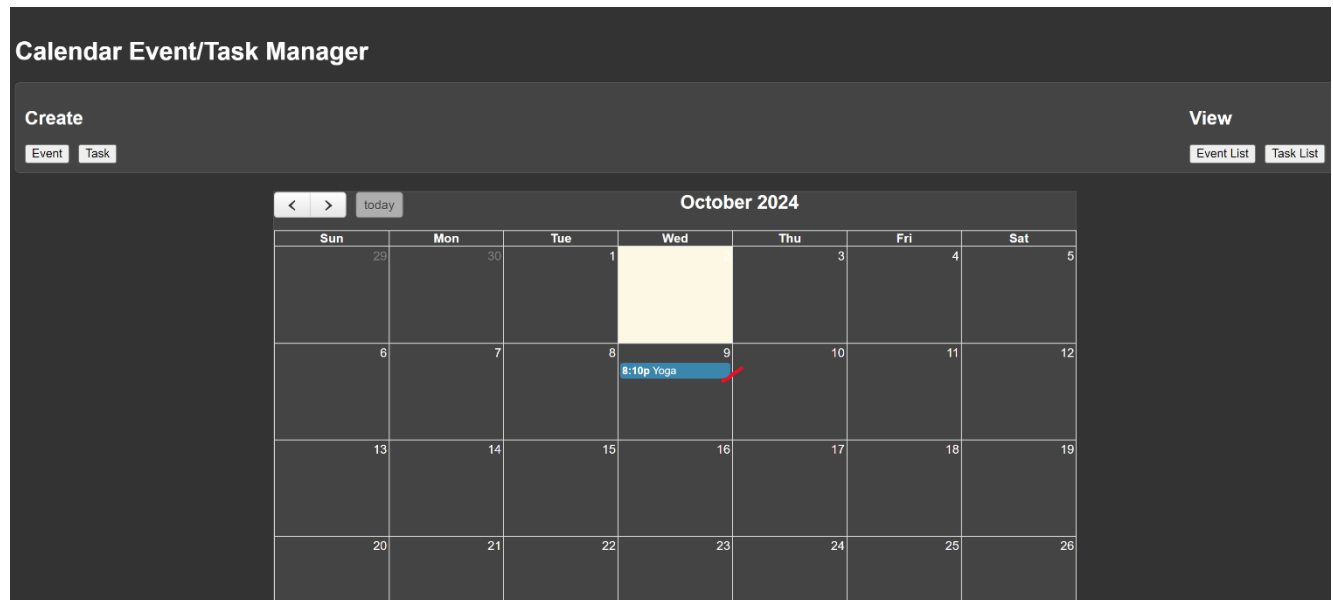 Calendar Event/Task Manager
Create View
Event Task Event List Task List
today October 2024
Sun Mon Tue Wed Thu Fri Sat
29 30 1 3 4 5
6 7 8 9 10 11 12
8:10p Yoga
13 14 15 16 17 18 19
20 21 22 23 24 25 26